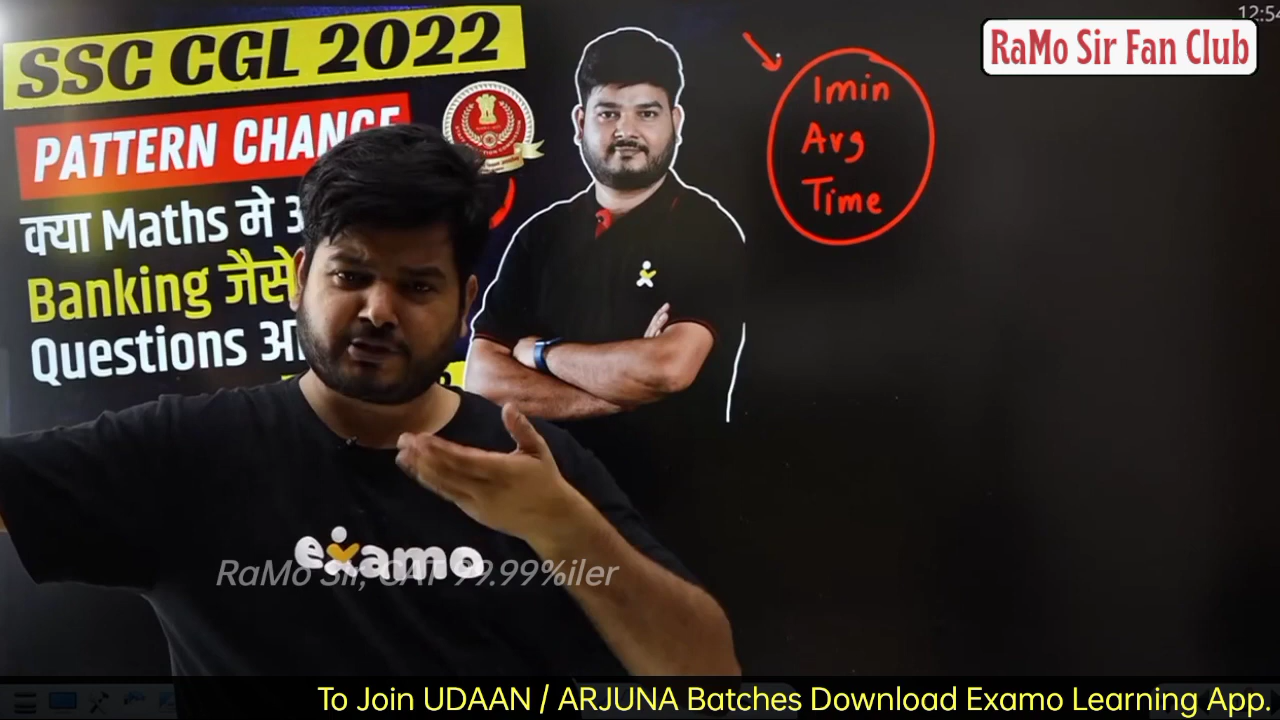 12:54
RaMo Sir Fan Club
SSC CGL 2022
PATTERN CHANGE
क्या Maths मे
Banking जैसे
Questions
1min
Avg
Time
examo
RaMo Sir, CAT 99.99%iler
To Join UDAAN / ARJUNA Batches Download Examo Learning App.